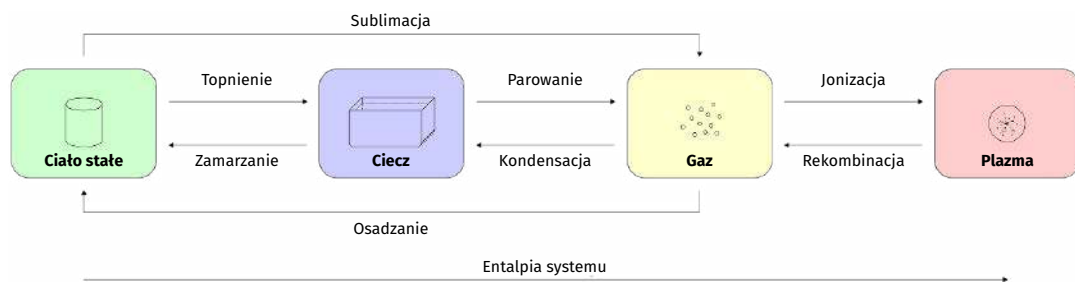 Sublimacja
Topnienie
Parowanie
Jonizacja
Ciało stałe
Zamarzanie
Ciecz
Kondensacja
Gaz
Rekombinacja
Plazma
Osadzanie
Entalpia systemu